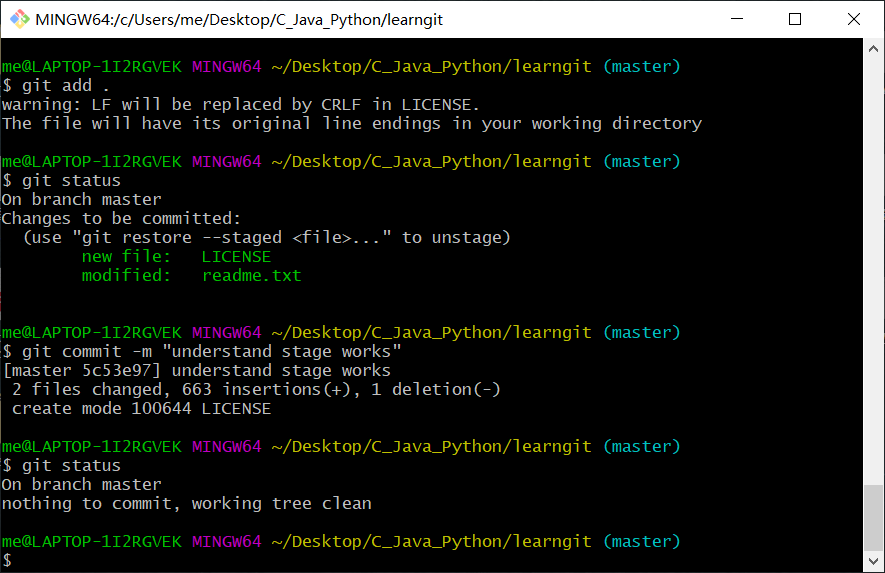 MINGW64:/c/Users/me/Desktop/C_Java_Python/learngit
me@LAPTOP-1I2RGVEK MINGW64 ~/Desktop/C_Java_Python/learngit (master)
$ git add .
warning: LF will be replaced by CRLF in LICENSE.
The file will have its original line endings in your working directory
me@LAPTOP-1I2RGVEK MINGW64 ~/Desktop/C_Java_Python/learngit (master)
$ git status
On branch master
Changes to be committed:
  (use "git restore --staged <file>..." to unstage)
        new file:   LICENSE
        modified:   readme.txt
me@LAPTOP-1I2RGVEK MINGW64 ~/Desktop/C_Java_Python/learngit (master)
$ git commit -m "understand stage works"
[master 5c53e97] understand stage works
 2 files changed, 663 insertions(+), 1 deletion(-)
 create mode 100644 LICENSE
me@LAPTOP-1I2RGVEK MINGW64 ~/Desktop/C_Java_Python/learngit (master)
$ git status
On branch master
nothing to commit, working tree clean
me@LAPTOP-1I2RGVEK MINGW64 ~/Desktop/C_Java_Python/learngit (master)
$